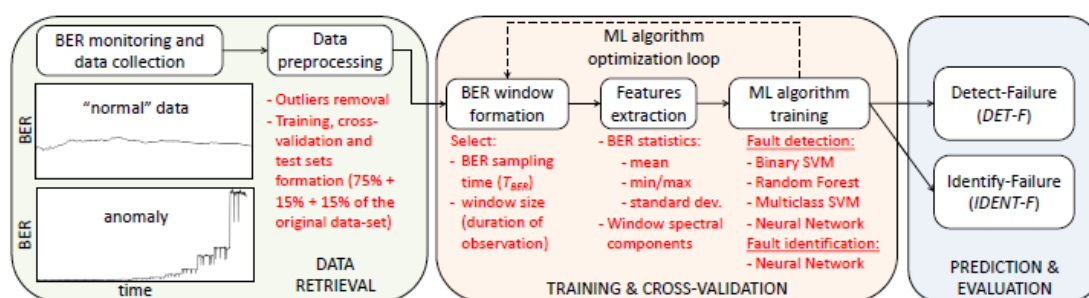 BER monitoring and
data collection
Data
preprocessing
"normal" data
BER
anomaly
BER
time
- Outliers removal
- Training, cross-
validation and
test sets
formation (75% +
15% + 15% of the
original data-set)
DATA
RETRIEVAL
ML algorithm
optimization loop
BER window
formation
Features
extraction
ML algorithm
training
Select:
- BER sampling
time (TBER)
- window size
(duration of
observation)
- BER statistics:
- mean
- min/max
- standard dev.
- Window spectral
components
Fault detection:
- Binary SVM
- Random Forest
- Multiclass SVM
- Neural Network
Fault identification:
- Neural Network
TRAINING & CROSS-VALIDATION
Detect-Failure
(DET-F)
Identify-Failure
(IDENT-F)
PREDICTION &
EVALUATION